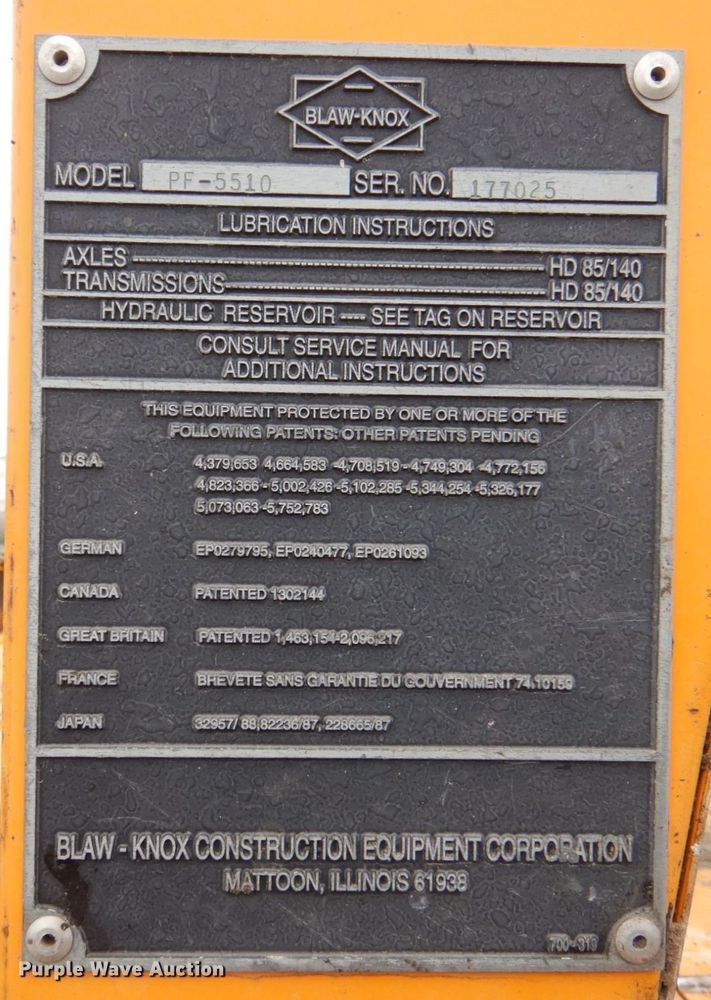 BLAW-KNOX
MODEL PF-5510 SER. NO. 177025
LUBRICATION INSTRUCTIONS
AXLES ---------- HD 85/140
TRANSMISSIONS ---------- HD 85/140
HYDRAULIC RESERVOIR ---- SEE TAG ON RESERVOIR
CONSULT SERVICE MANUAL FOR
ADDITIONAL INSTRUCTIONS
THIS EQUIPMENT PROTECTED BY ONE OR MORE OF THE
FOLLOWING PATENTS: OTHER PATENTS PENDING
U.S.A. 4,379,653 4,664,583 -4,708,519 -4,749,304 -4,772,156
4,823,366 -5,002,426 -5,102,285 -5,344,254 -5,326,177
5,073,063 -5,752,783
GERMAN EP0279795, EP0240477, EP0261093
CANADA PATENTED 1302144
GREAT BRITAIN PATENTED 1,463,154-2,096,217
FRANCE BREVETE SANS GARANTIE DU GOUVERNMENT 74.10159
JAPAN 32957/ 88,82236/87, 228665/87
BLAW - KNOX CONSTRUCTION EQUIPMENT CORPORATION
MATTOON, ILLINOIS 61938
Purple Wave Auction